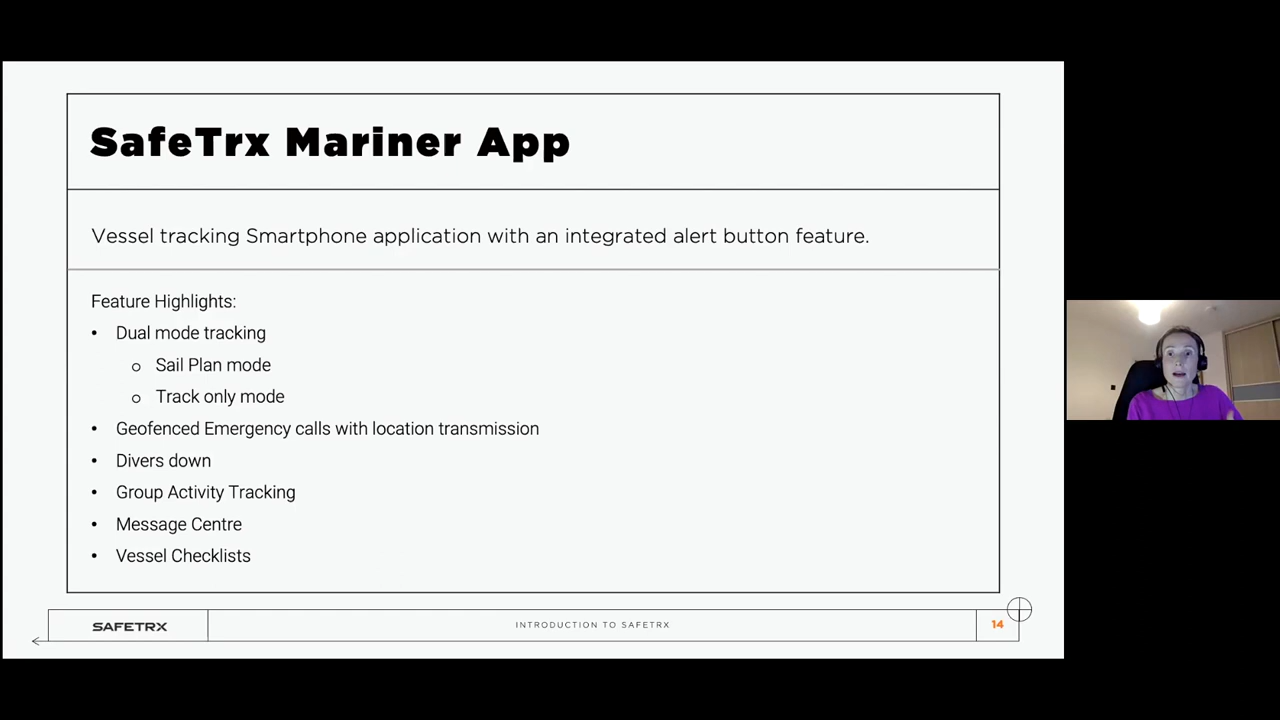 SafeTrx Mariner App
Vessel tracking Smartphone application with an integrated alert button feature.
Feature Highlights:
• Dual mode tracking
o Sail Plan mode
o Track only mode
• Geofenced Emergency calls with location transmission
• Divers down
• Group Activity Tracking
• Message Centre
• Vessel Checklists
SAFETRX
INTRODUCTION TO SAFETRX
14